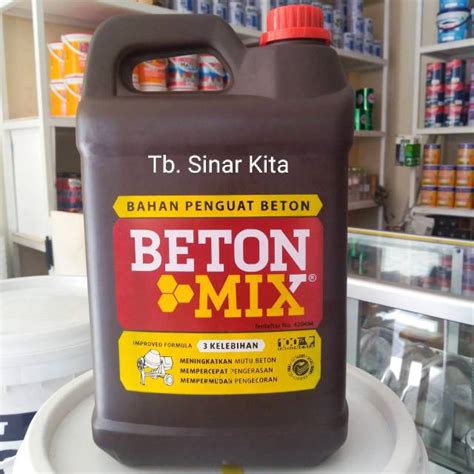 Tb. Sinar Kita
BAHAN PENGUAT BETON
BETON
MIX®
IMPROVED FORMULA
3 KELEBIHAN
100%
MENINGKATKAN MUTU BETON
MEMPERCEPAT PENGERASAN
MEMPERMUDAH PENGECORAN